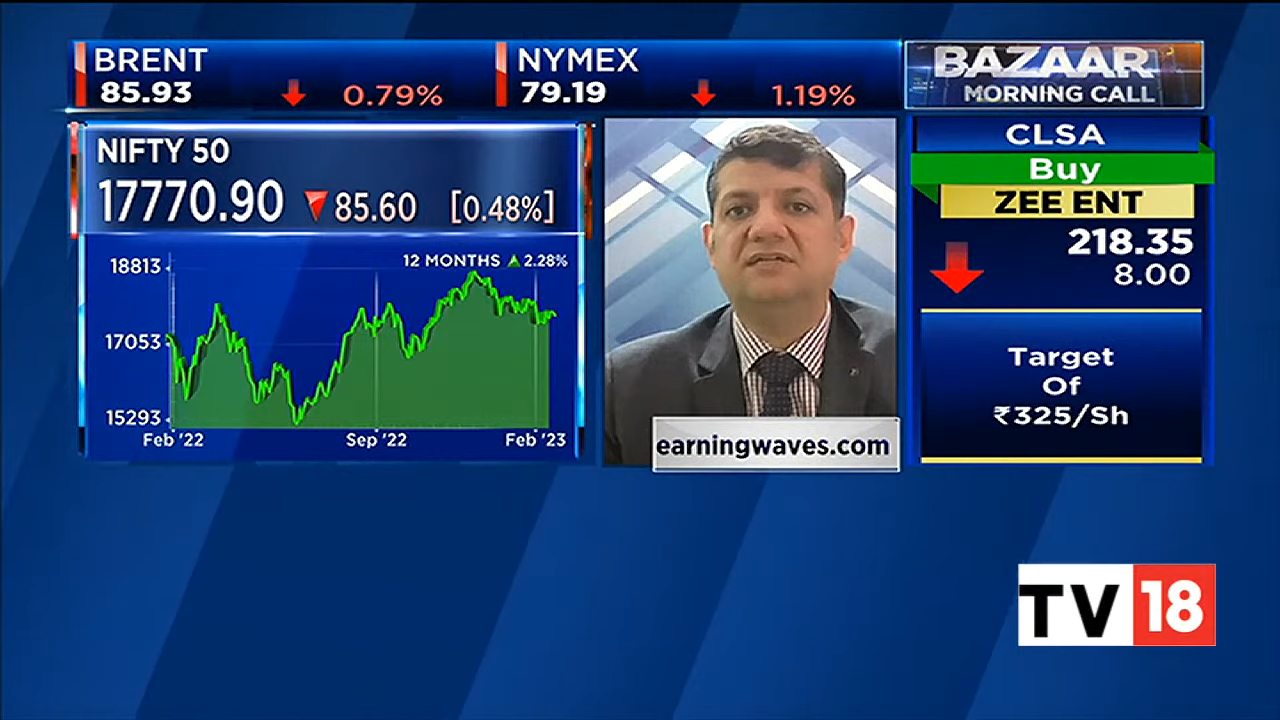 BRENT
85.93 0.79%
NYMEX
79.19 1.19%
BAZAAR
MORNING CALL
NIFTY 50
17770.90 85.60 [0.48%]
12 MONTHS 2.28%
18813
17053
15293
Feb '22 Sep '22 Feb '23
earningwaves.com
CLSA
Buy
ZEE ENT
218.35
8.00
Target
Of
₹325/Sh
TV18